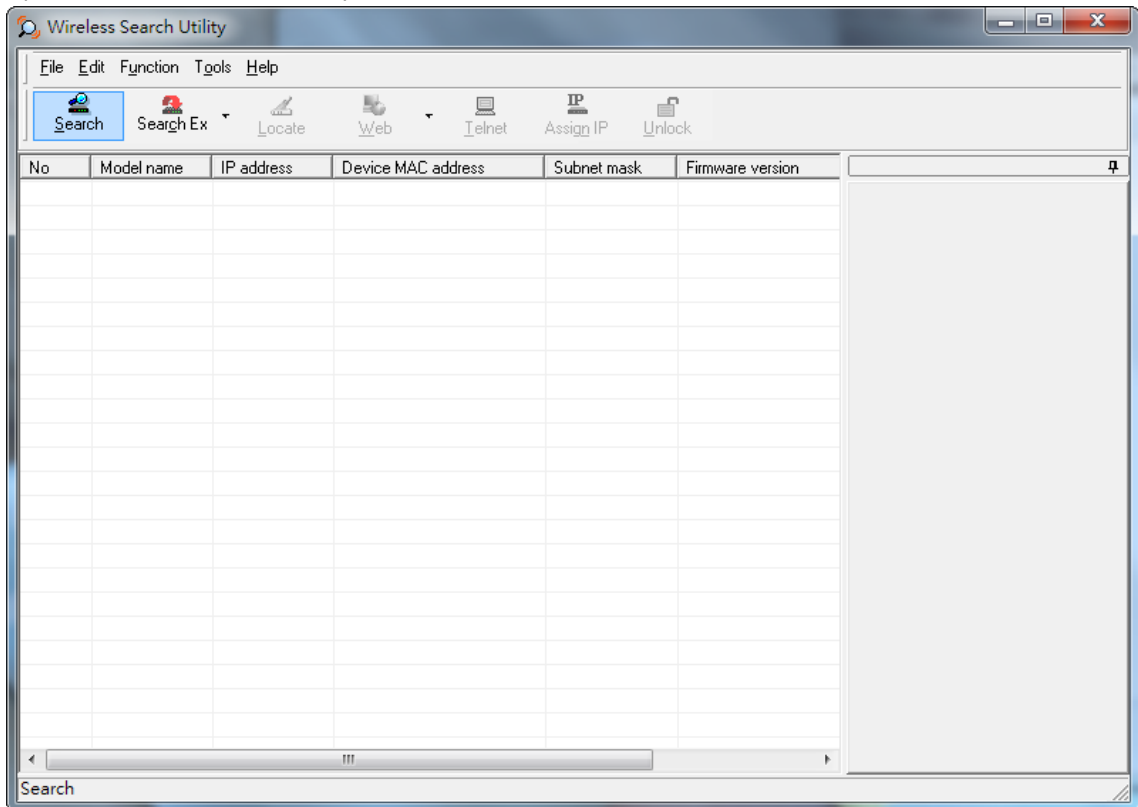 Wireless Search Utility
File Edit Function Tools Help
Search Search Ex Locate Web Telnet Assign IP Unlock
No Model name IP address Device MAC address Subnet mask Firmware version
Search